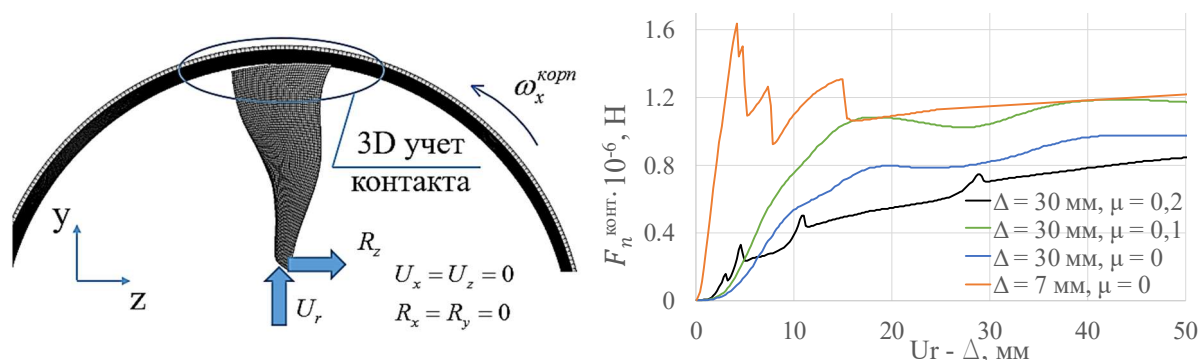 ω_x^корп
3D учет
контакта
y
z
R_z
U_r
U_x = U_z = 0
R_x = R_y = 0
F_n^конт. · 10^-6, Н
1.6
1.2
0.8
0.4
0
0
10
20
30
40
50
Δ = 30 мм, μ = 0,2
Δ = 30 мм, μ = 0,1
Δ = 30 мм, μ = 0
Δ = 7 мм, μ = 0
Ur - Δ, мм